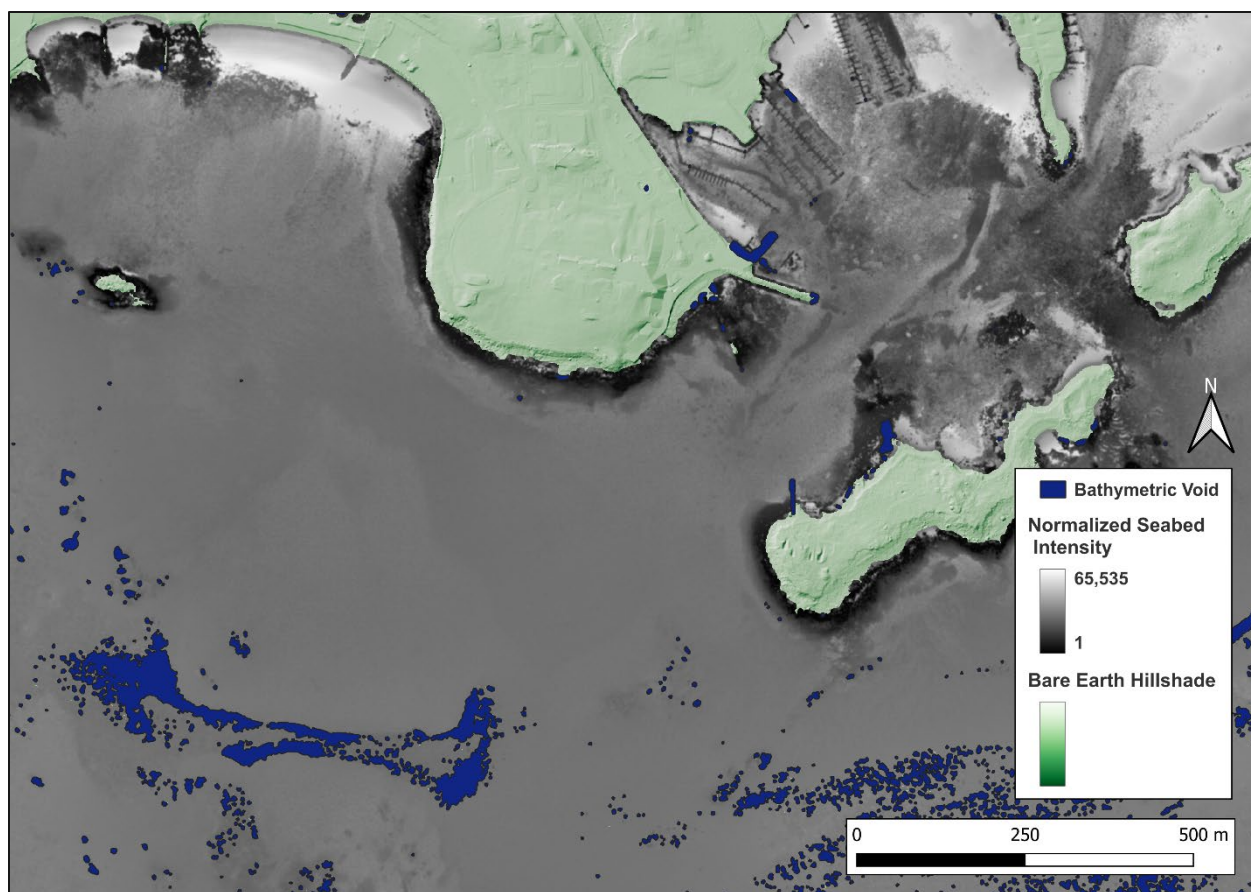 N
Bathymetric Void
Normalized Seabed
Intensity
65,535
1
Bare Earth Hillshade
0 250 500 m